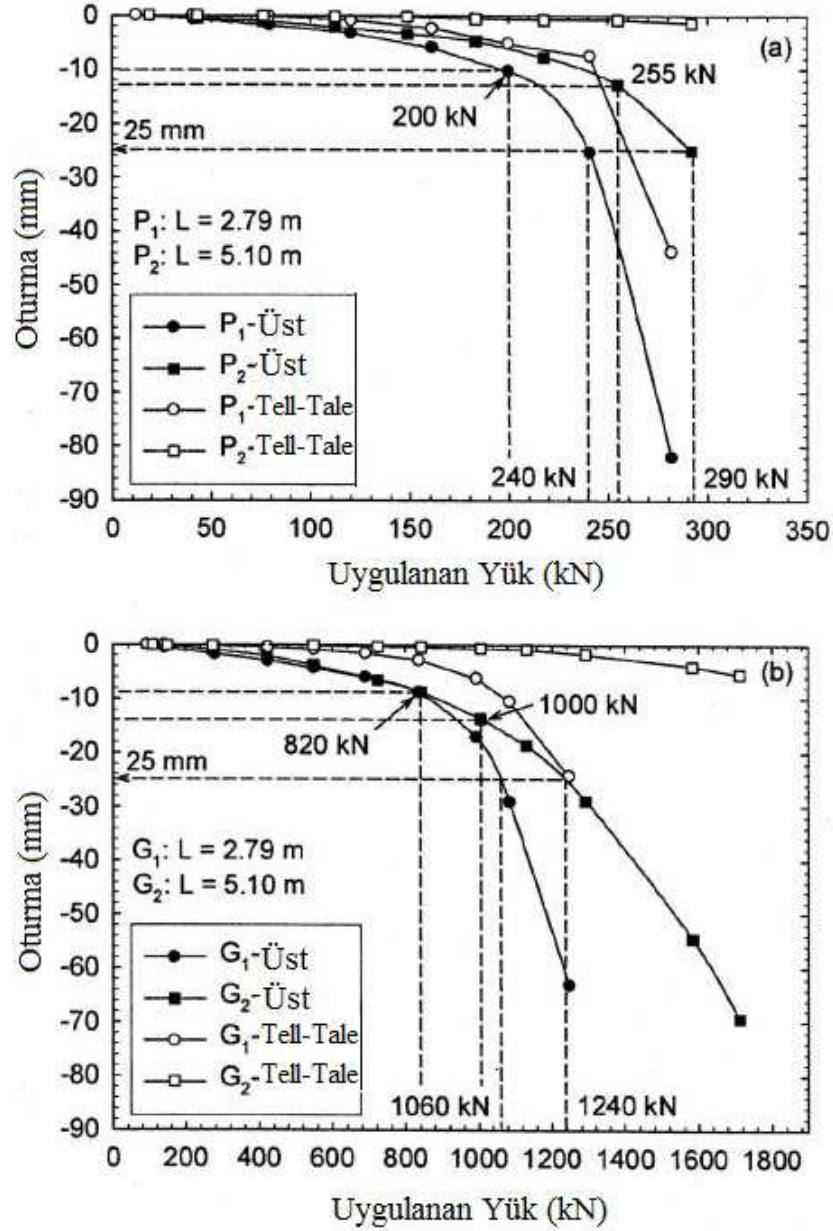 (a)
0
-10
-20
-30
-40
-50
-60
-70
-80
-90
Oturma (mm)
255 kN
200 kN
25 mm
P₁: L = 2.79 m
P₂: L = 5.10 m
P₁-Üst
P₂-Üst
P₁-Tell-Tale
P₂-Tell-Tale
240 kN
290 kN
0 50 100 150 200 250 300 350
Uygulanan Yük (kN)
(b)
0
-10
-20
-30
-40
-50
-60
-70
-80
-90
Oturma (mm)
1000 kN
820 kN
25 mm
G₁: L = 2.79 m
G₂: L = 5.10 m
G₁-Üst
G₂-Üst
G₁-Tell-Tale
G₂-Tell-Tale
1060 kN
1240 kN
0 200 400 600 800 1000 1200 1400 1600 1800
Uygulanan Yük (kN)